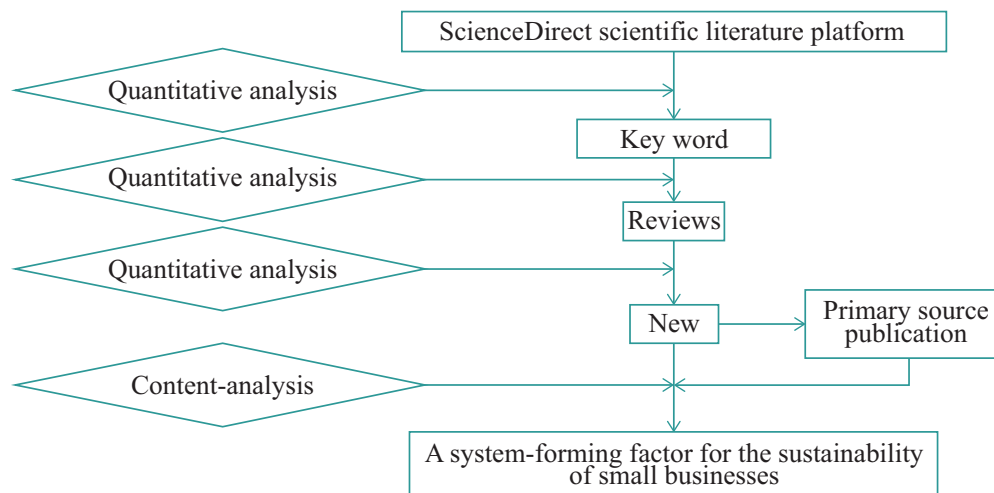 ScienceDirect scientific literature platform
Quantitative analysis
Key word
Quantitative analysis
Reviews
Quantitative analysis
New
Primary source
publication
Content-analysis
A system-forming factor for the sustainability
of small businesses